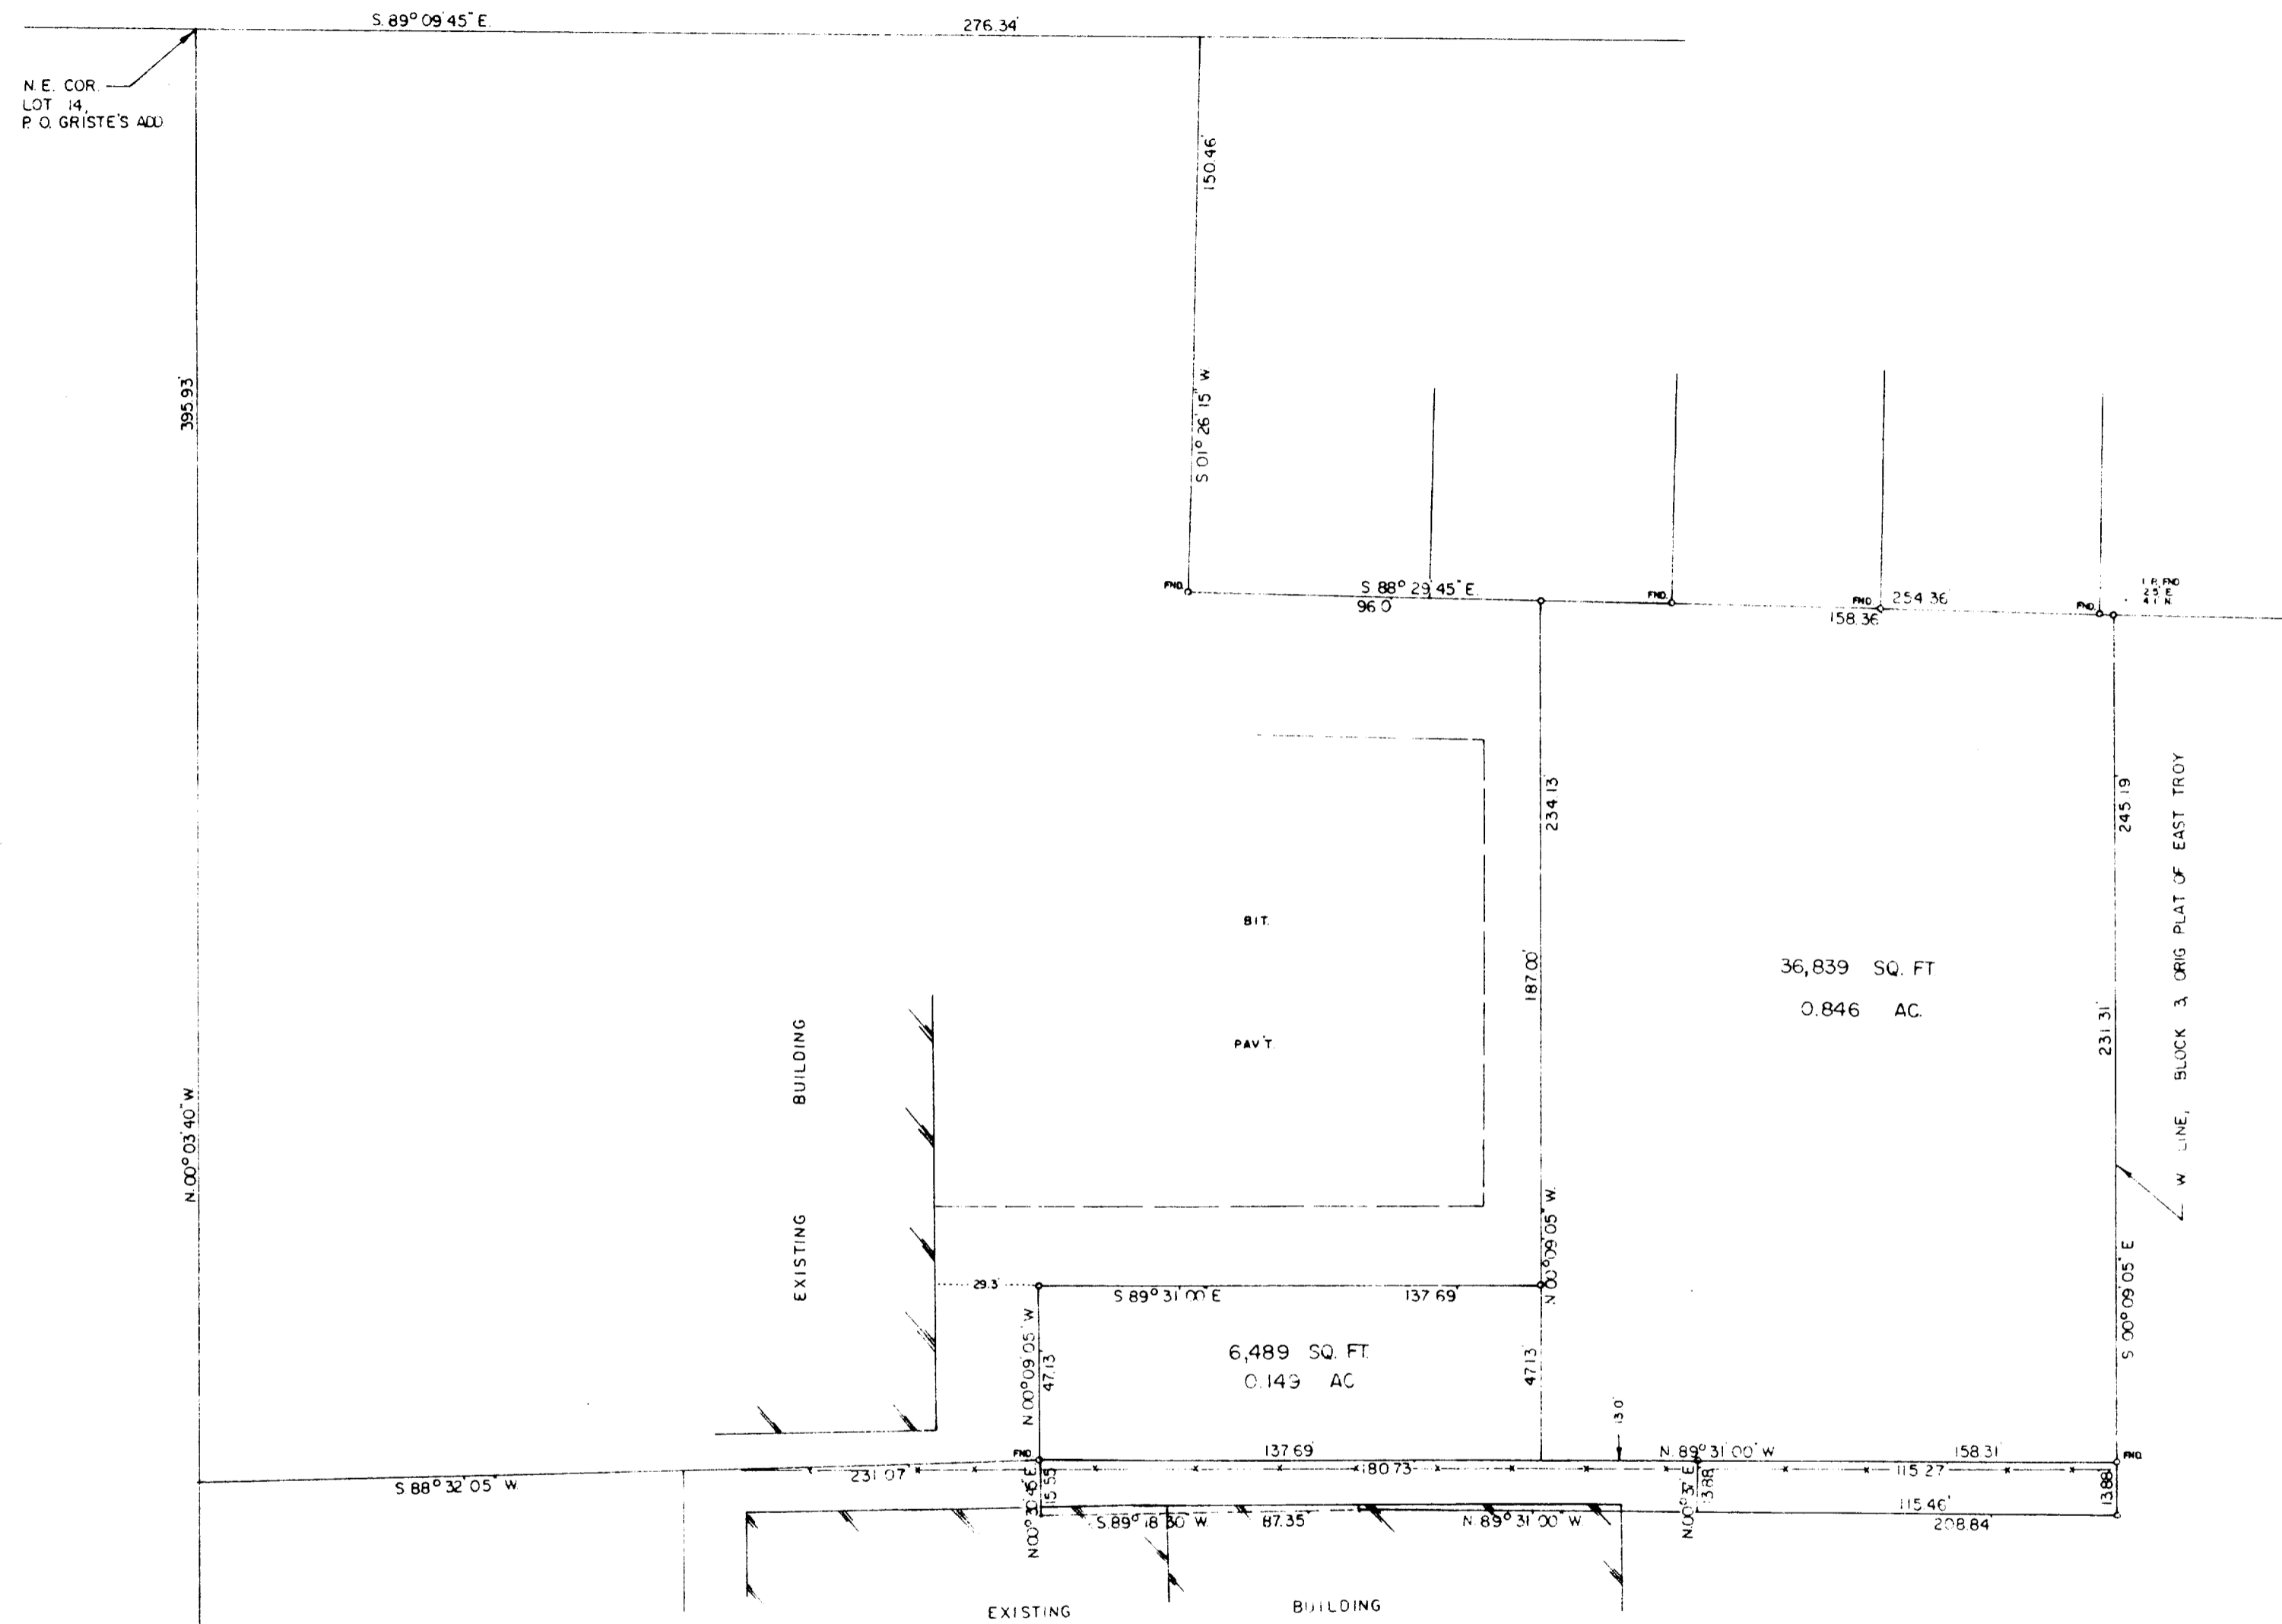 S. 89° 09' 45" E.
276.34'
N.E. COR.
LOT 14,
P. O. GRISTE'S ADD
150.46'
S 01° 26' 15" W
395.93'
N. 00° 03' 40" W.
FND.
S 88° 29' 45" E.
96.0'
FND.
FND.
254.36'
158.36'
FND.
I. P. FND
234.13'
187.00'
N 00° 09' 05" W.
245.19'
231.31'
S 00° 09' 05" E
W. LINE, BLOCK 3, ORIG PLAT OF EAST TROY
BIT.
PAV'T.
36,839 SQ. FT.
0.846 AC.
EXISTING BUILDING
29.3'
S 89° 31' 00" E
137.69'
N 00° 09' 05" W
47.13'
6,489 SQ. FT.
0.149 AC
47.13'
13.0'
FND.
137.69'
N. 89° 31' 00" W
158.31'
FND.
231.07'
180.73'
115.27'
S 88° 32' 05" W.
N 00° 30' 45" E.
15.55'
N. 00° 37' E
13.88'
13.88'
115.46'
S. 89° 18' 30" W.
87.35'
N. 89° 31' 00" W.
208.84'
EXISTING BUILDING